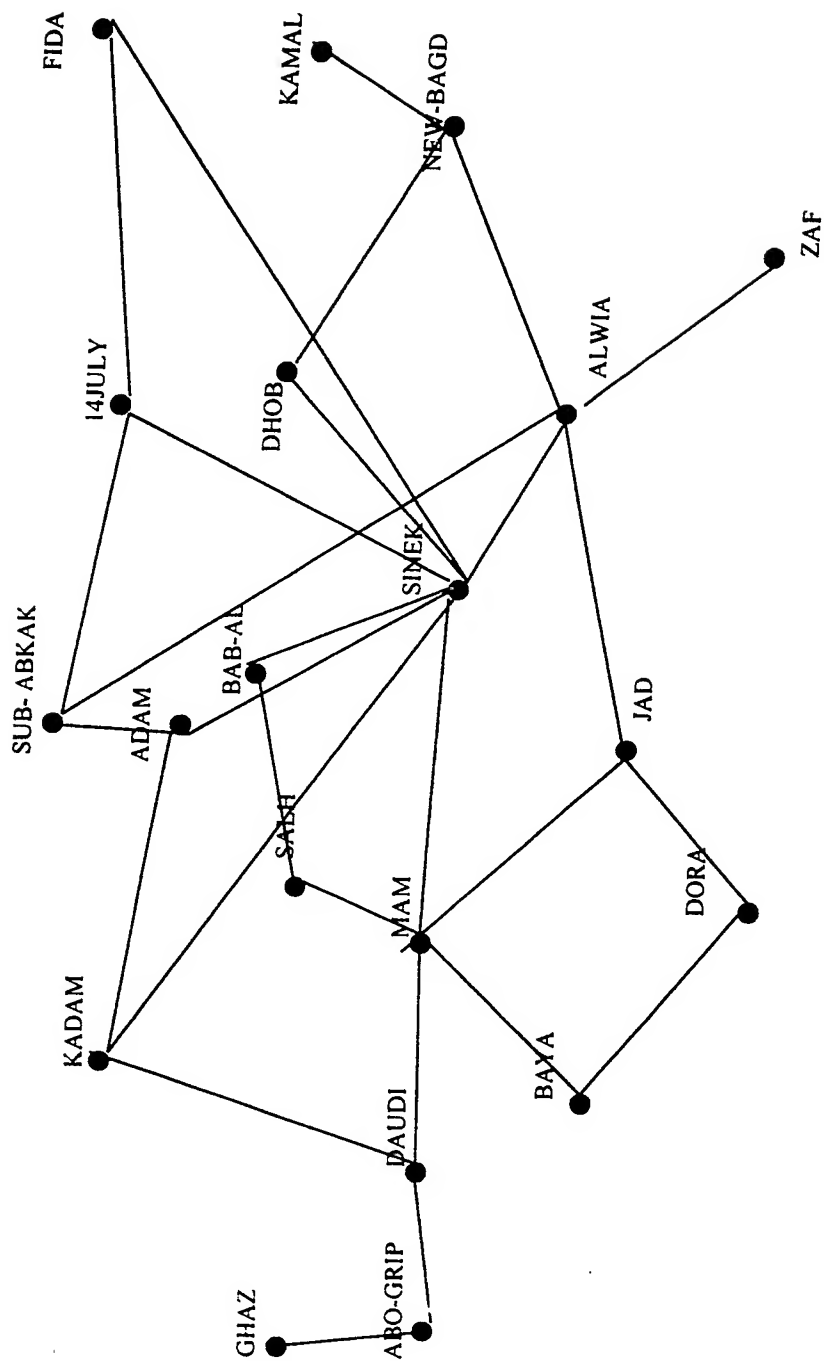 FIDA
KAMAL
NEW-BAGD
ZAF
14JULY
DHOB
ALWIA
SINEK
SUB- ABKAK
ADAM
BAB-AL
JAD
SALH
MAM
DORA
KADAM
BAYA
DAUDI
GHAZ
ABO-GRIP